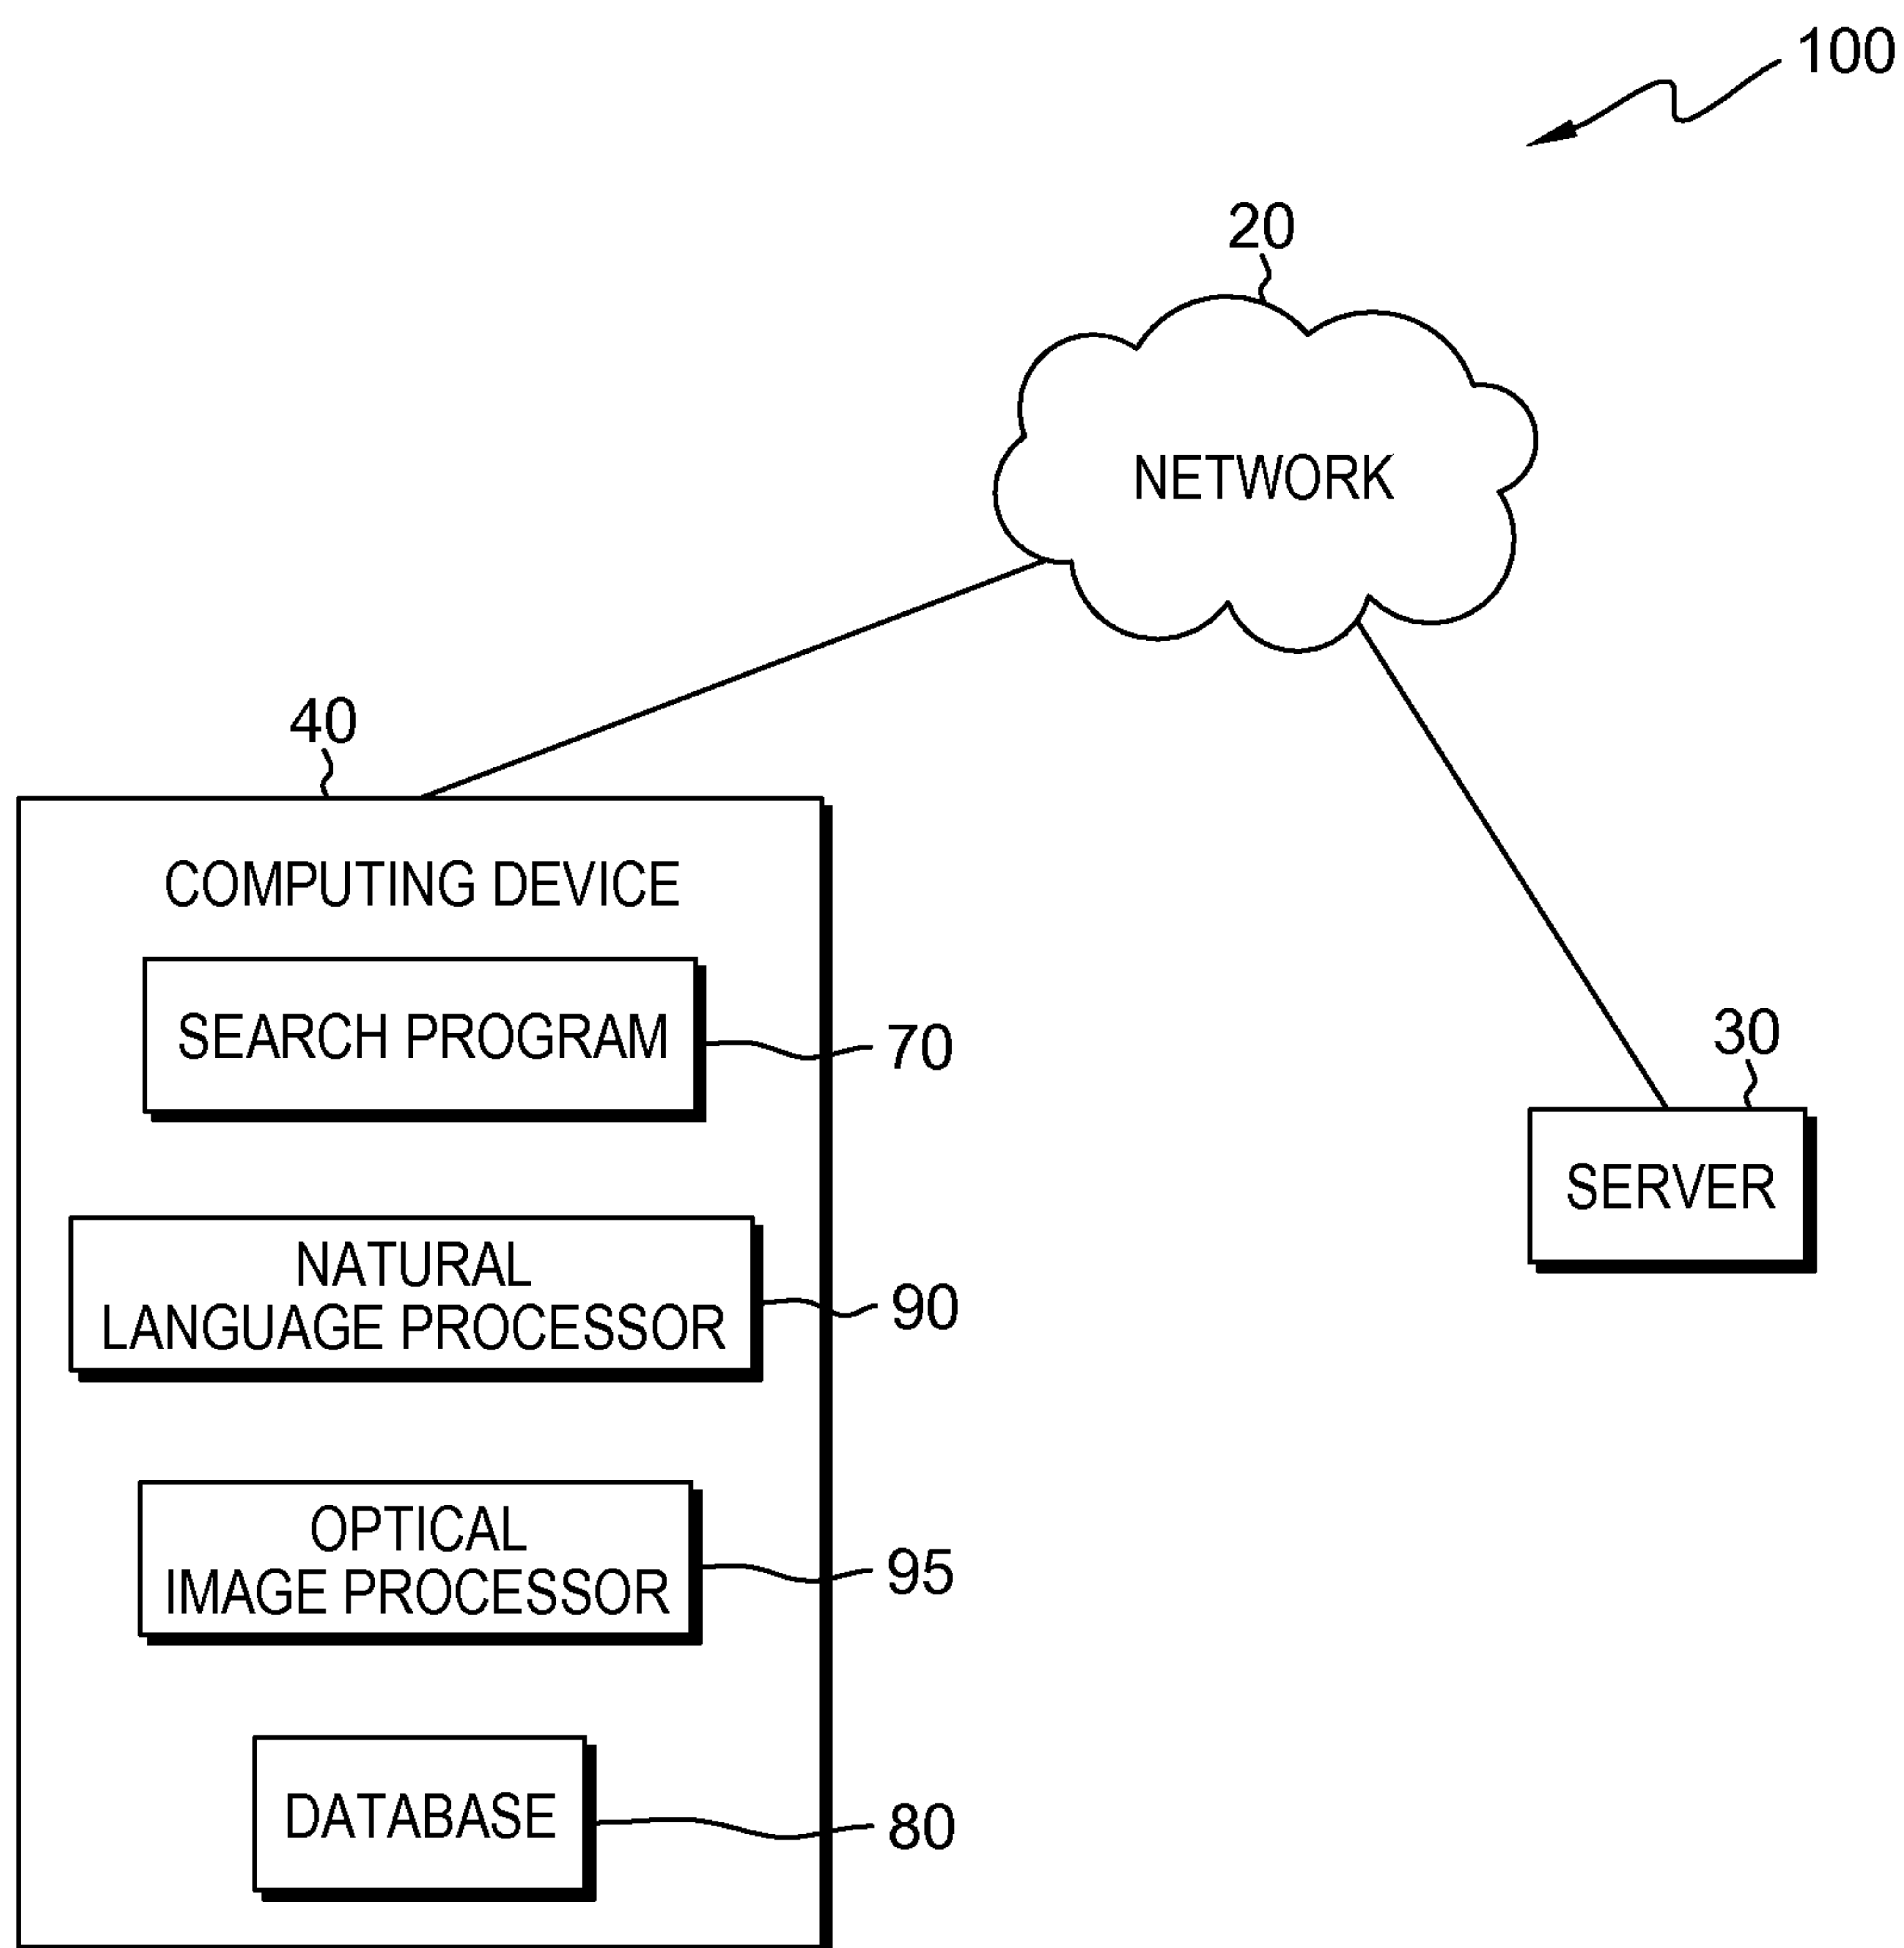 100
20
NETWORK
40
COMPUTING DEVICE
SEARCH PROGRAM
70
30
SERVER
NATURAL
LANGUAGE PROCESSOR
90
OPTICAL
IMAGE PROCESSOR
95
DATABASE
80